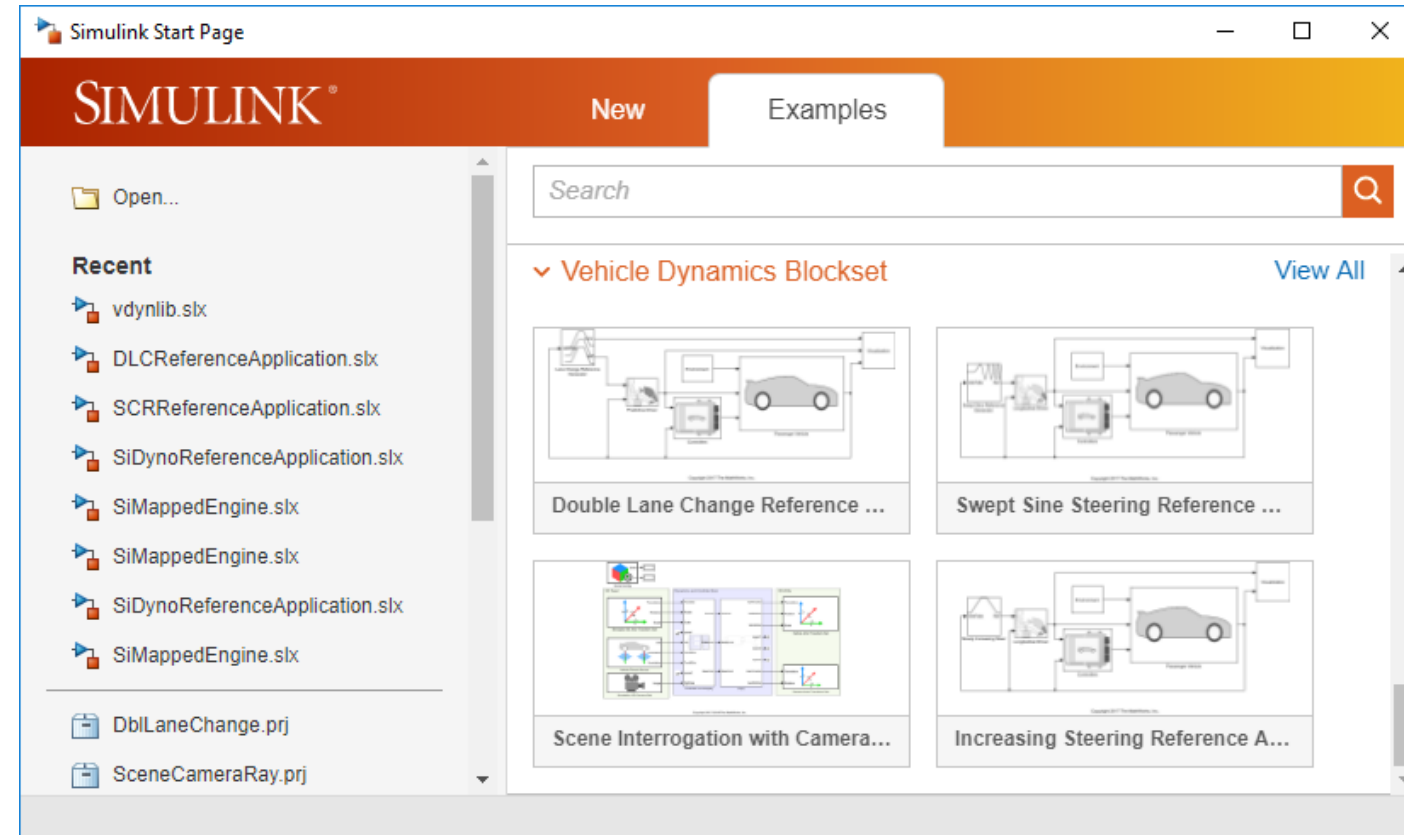 Simulink Start Page
SIMULINK®
New
Examples
Open...
Recent
vdynlib.slx
DLCReferenceApplication.slx
SCRReferenceApplication.slx
SiDynoReferenceApplication.slx
SiMappedEngine.slx
SiMappedEngine.slx
SiDynoReferenceApplication.slx
SiMappedEngine.slx
DblLaneChange.prj
SceneCameraRay.prj
Search
Vehicle Dynamics Blockset
View All
Double Lane Change Reference ...
Swept Sine Steering Reference ...
Scene Interrogation with Camera...
Increasing Steering Reference A...